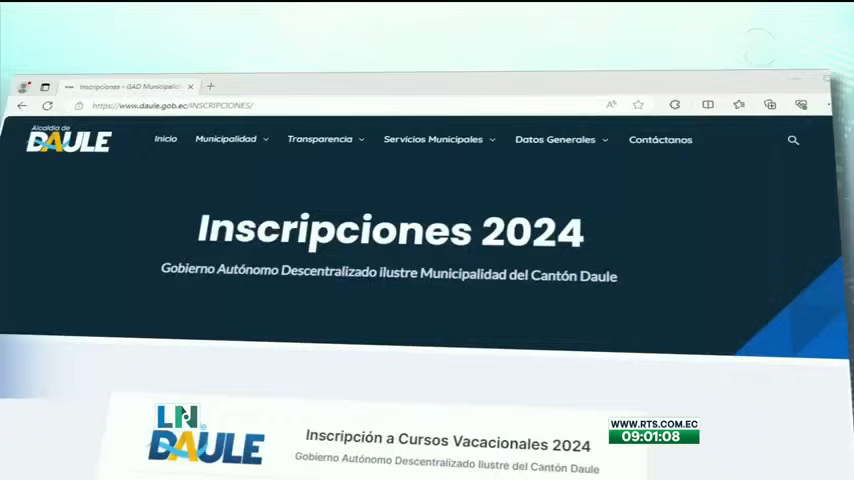 Inscripciones - GAD Municipalid
https://www.daule.gob.ec/INSCRIPCIONES/
Alcaldía de
DAULE
Inicio
Municipalidad
Transparencia
Servicios Municipales
Datos Generales
Contáctanos
Inscripciones 2024
Gobierno Autónomo Descentralizado ilustre Municipalidad del Cantón Daule
LN
DAULE
Inscripción a Cursos Vacacionales 2024
Gobierno Autónomo Descentralizado Ilustre del Cantón Daule
WWW.RTS.COM.EC
09:01:08